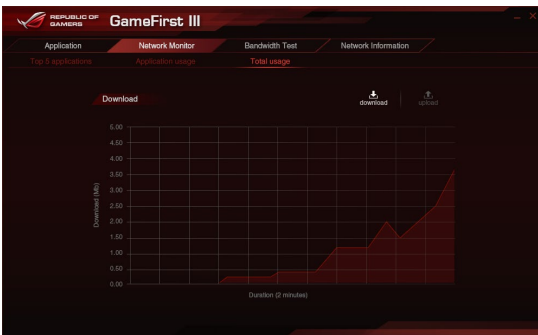 REPUBLIC OF
GAMERS
GameFirst III
Application
Network Monitor
Bandwidth Test
Network Information
Top 5 applications
Application usage
Total usage
Download
download
upload
5.00
4.50
4.00
3.50
3.00
2.50
2.00
1.50
1.00
0.50
0.00
Download (Mb)
Duration (2 minutes)